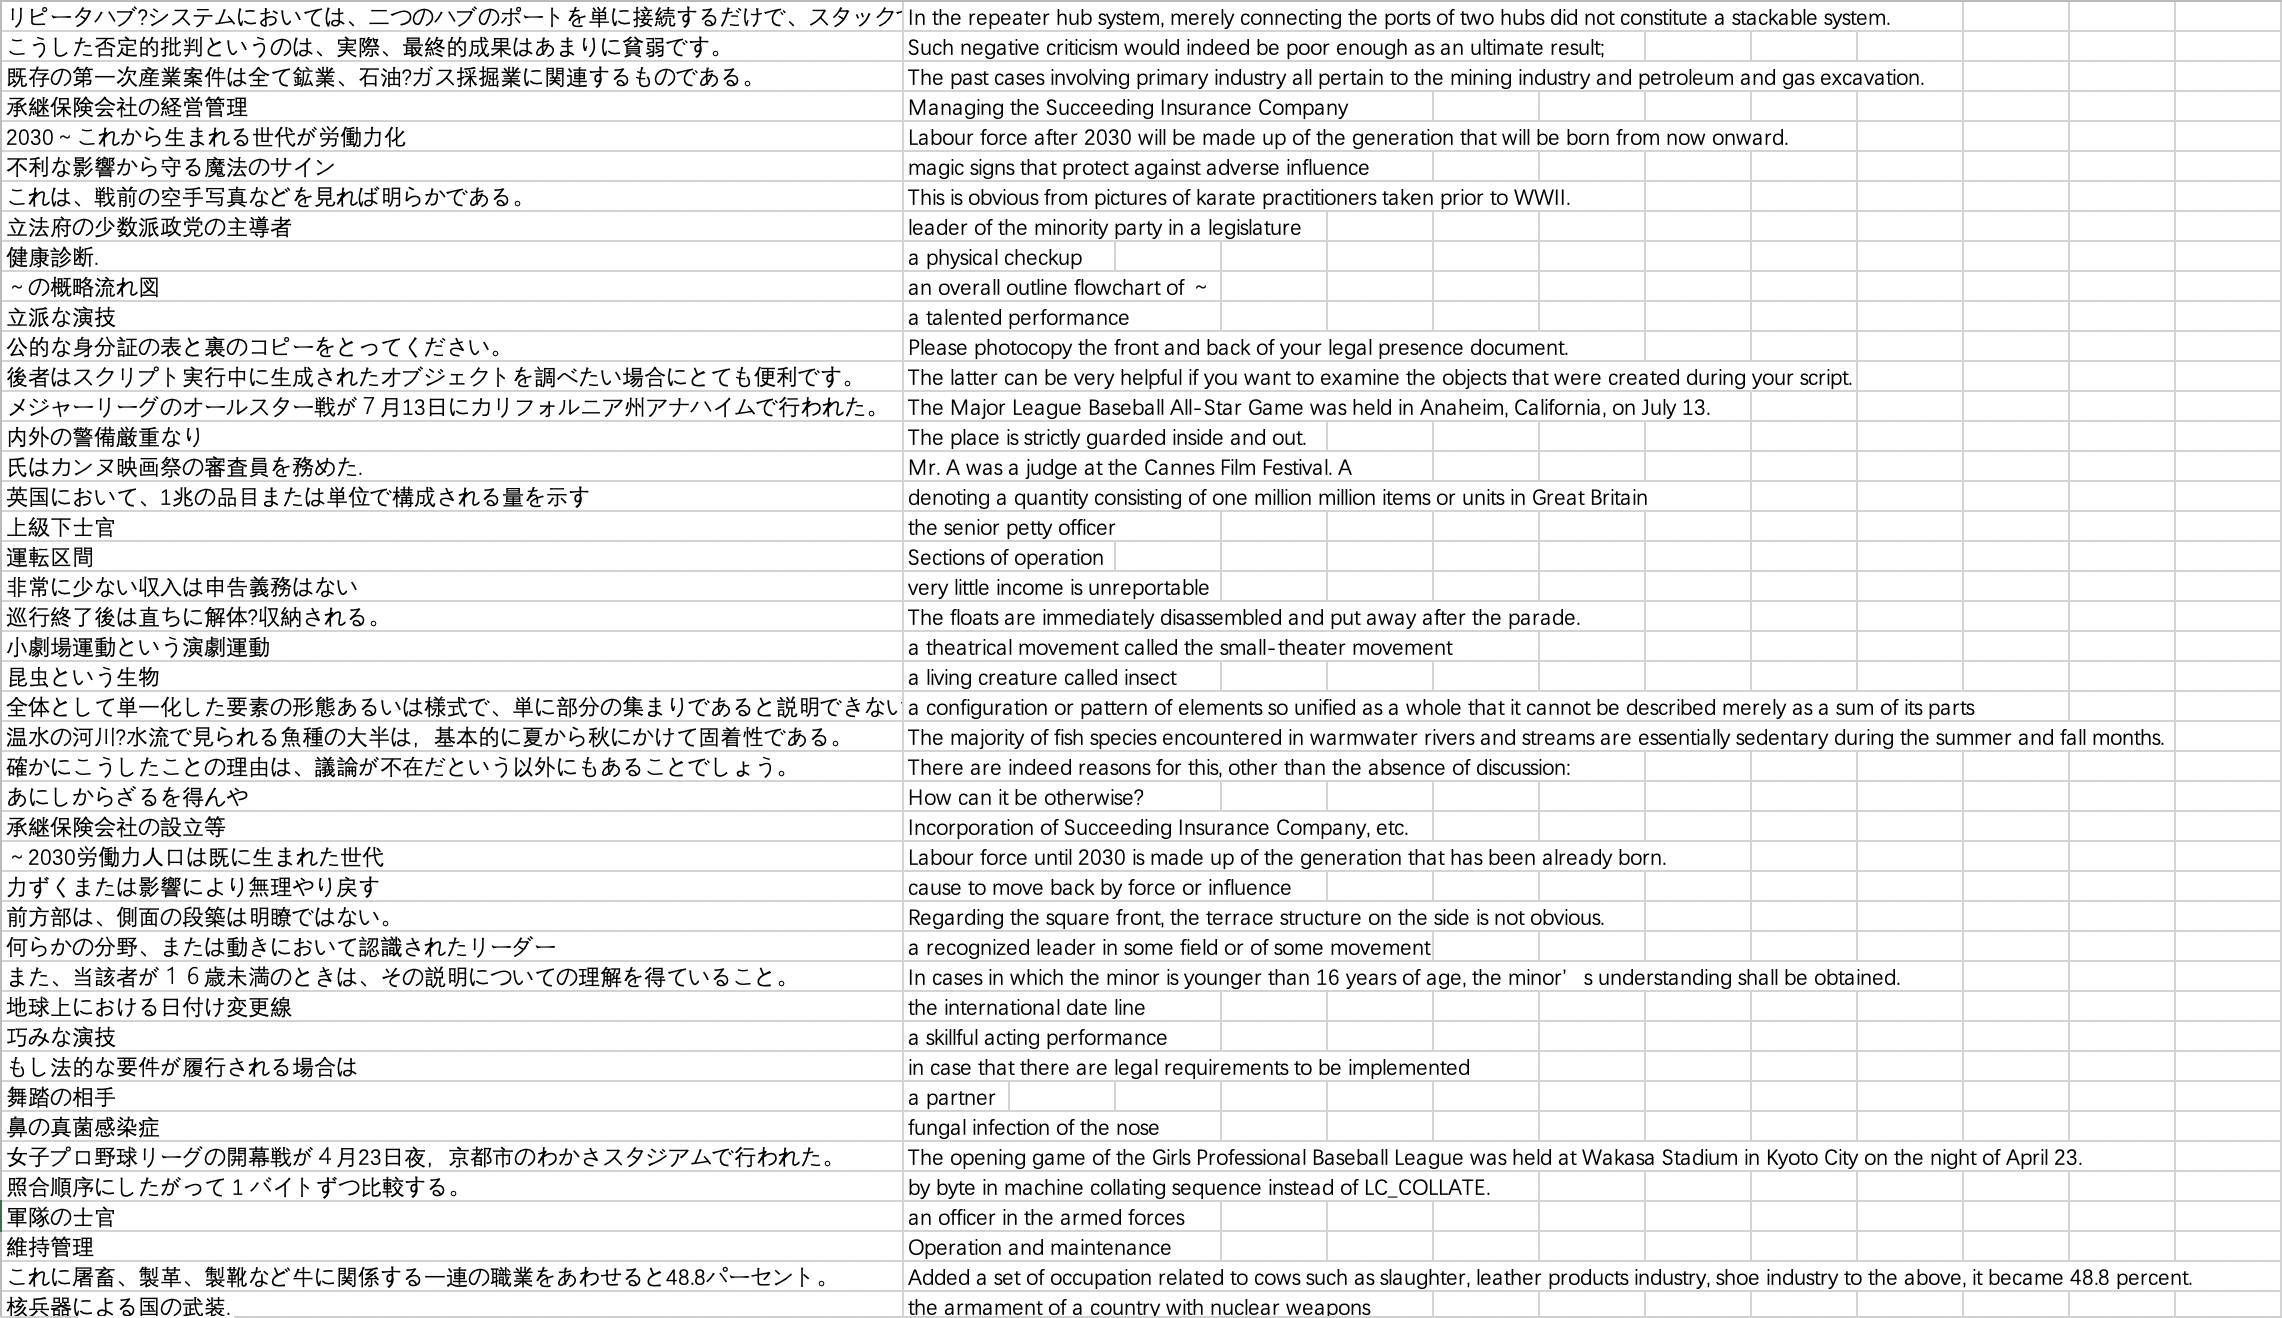 リピータハブ?システムにおいては、二つのハブのポートを単に接続するだけで、スタック In the repeater hub system, merely connecting the ports of two hubs did not constitute a stackable system.
こうした否定的批判というのは、実際、最終的成果はあまりに貧弱です。 Such negative criticism would indeed be poor enough as an ultimate result;
既存の第一次産業案件は全て鉱業、石油?ガス採掘業に関連するものである。 The past cases involving primary industry all pertain to the mining industry and petroleum and gas excavation.
承継保険会社の経営管理 Managing the Succeeding Insurance Company
2030～これから生まれる世代が労働力化 Labour force after 2030 will be made up of the generation that will be born from now onward.
不利な影響から守る魔法のサイン magic signs that protect against adverse influence
これは、戦前の空手写真などを見れば明らかである。 This is obvious from pictures of karate practitioners taken prior to WWII.
立法府の少数派政党の主導者 leader of the minority party in a legislature
健康診断. a physical checkup
～の概略流れ図 an overall outline flowchart of ～
立派な演技 a talented performance
公的な身分証の表と裏のコピーをとってください。 Please photocopy the front and back of your legal presence document.
後者はスクリプト実行中に生成されたオブジェクトを調べたい場合にとても便利です。 The latter can be very helpful if you want to examine the objects that were created during your script.
メジャーリーグのオールスター戦が７月13日にカリフォルニア州アナハイムで行われた。 The Major League Baseball All-Star Game was held in Anaheim, California, on July 13.
内外の警備厳重なり The place is strictly guarded inside and out.
氏はカンヌ映画祭の審査員を務めた. Mr. A was a judge at the Cannes Film Festival. A
英国において、1兆の品目または単位で構成される量を示す denoting a quantity consisting of one million million items or units in Great Britain
上級下士官 the senior petty officer
運転区間 Sections of operation
非常に少ない収入は申告義務はない very little income is unreportable
巡行終了後は直ちに解体?収納される。 The floats are immediately disassembled and put away after the parade.
小劇場運動という演劇運動 a theatrical movement called the small-theater movement
昆虫という生物 a living creature called insect
全体として単一化した要素の形態あるいは様式で、単に部分の集まりであると説明できない a configuration or pattern of elements so unified as a whole that it cannot be described merely as a sum of its parts
温水の河川?水流で見られる魚種の大半は，基本的に夏から秋にかけて固着性である。 The majority of fish species encountered in warmwater rivers and streams are essentially sedentary during the summer and fall months.
確かにこうしたことの理由は、議論が不在だという以外にもあることでしょう。 There are indeed reasons for this, other than the absence of discussion:
あにしからざるを得んや How can it be otherwise?
承継保険会社の設立等 Incorporation of Succeeding Insurance Company, etc.
～2030労働力人口は既に生まれた世代 Labour force until 2030 is made up of the generation that has been already born.
力ずくまたは影響により無理やり戻す cause to move back by force or influence
前方部は、側面の段築は明瞭ではない。 Regarding the square front, the terrace structure on the side is not obvious.
何らかの分野、または動きにおいて認識されたリーダー a recognized leader in some field or of some movement
また、当該者が１６歳未満のときは、その説明についての理解を得ていること。 In cases in which the minor is younger than 16 years of age, the minor’s understanding shall be obtained.
地球上における日付け変更線 the international date line
巧みな演技 a skillful acting performance
もし法的な要件が履行される場合は in case that there are legal requirements to be implemented
舞踏の相手 a partner
鼻の真菌感染症 fungal infection of the nose
女子プロ野球リーグの開幕戦が４月23日夜，京都市のわかさスタジアムで行われた。 The opening game of the Girls Professional Baseball League was held at Wakasa Stadium in Kyoto City on the night of April 23.
照合順序にしたがって１バイトずつ比較する。 by byte in machine collating sequence instead of LC_COLLATE.
軍隊の士官 an officer in the armed forces
維持管理 Operation and maintenance
これに屠畜、製革、製靴など牛に関係する一連の職業をあわせると48.8パーセント。 Added a set of occupation related to cows such as slaughter, leather products industry, shoe industry to the above, it became 48.8 percent.
核兵器による国の武装. the armament of a country with nuclear weapons